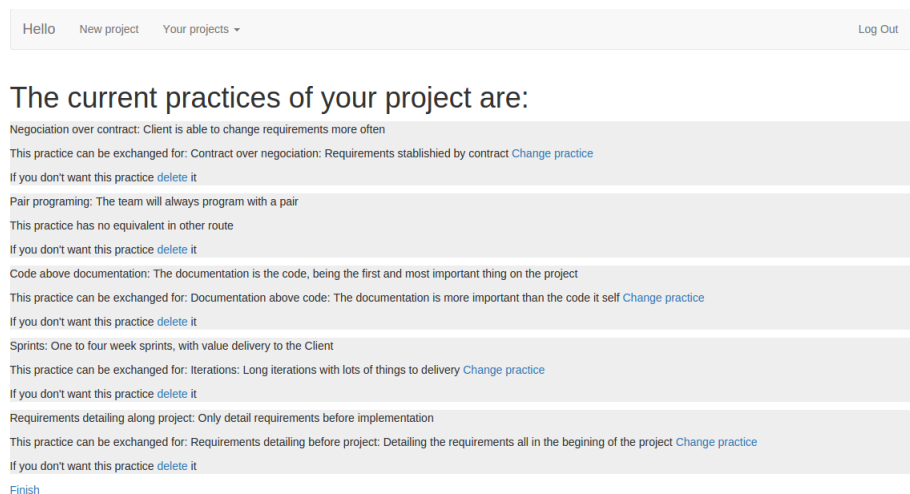 Hello New project Your projects Log Out
The current practices of your project are:
Negociation over contract: Client is able to change requirements more often
This practice can be exchanged for: Contract over negociation: Requirements stablishied by contract Change practice
If you don't want this practice delete it
Pair programing: The team will always program with a pair
This practice has no equivalent in other route
If you don't want this practice delete it
Code above documentation: The documentation is the code, being the first and most important thing on the project
This practice can be exchanged for: Documentation above code: The documentation is more important than the code it self Change practice
If you don't want this practice delete it
Sprints: One to four week sprints, with value delivery to the Client
This practice can be exchanged for: Iterations: Long iterations with lots of things to delivery Change practice
If you don't want this practice delete it
Requirements detailing along project: Only detail requirements before implementation
This practice can be exchanged for: Requirements detailing before project: Detailing the requirements all in the begining of the project Change practice
If you don't want this practice delete it
Finish